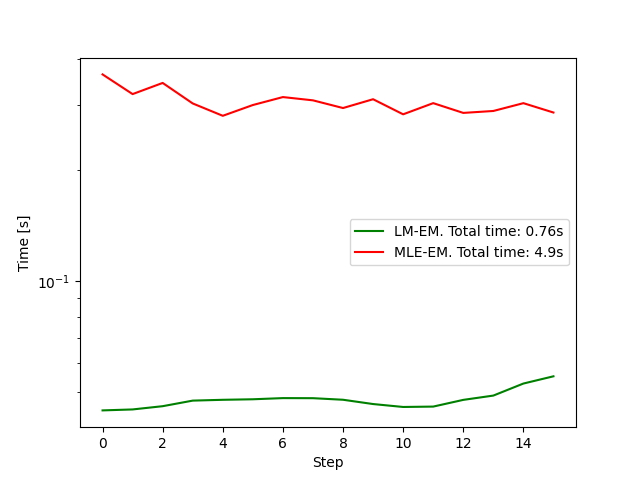 Time [s]
10⁻¹
LM-EM. Total time: 0.76s
MLE-EM. Total time: 4.9s
0 2 4 6 8 10 12 14
Step